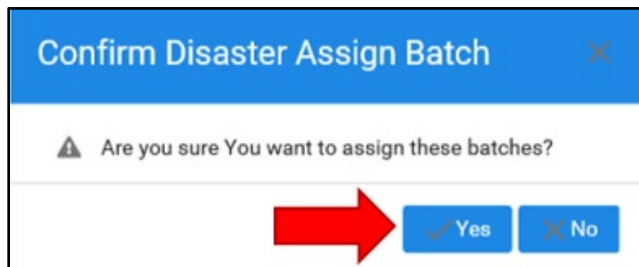 Confirm Disaster Assign Batch
Are you sure You want to assign these batches?
Yes No